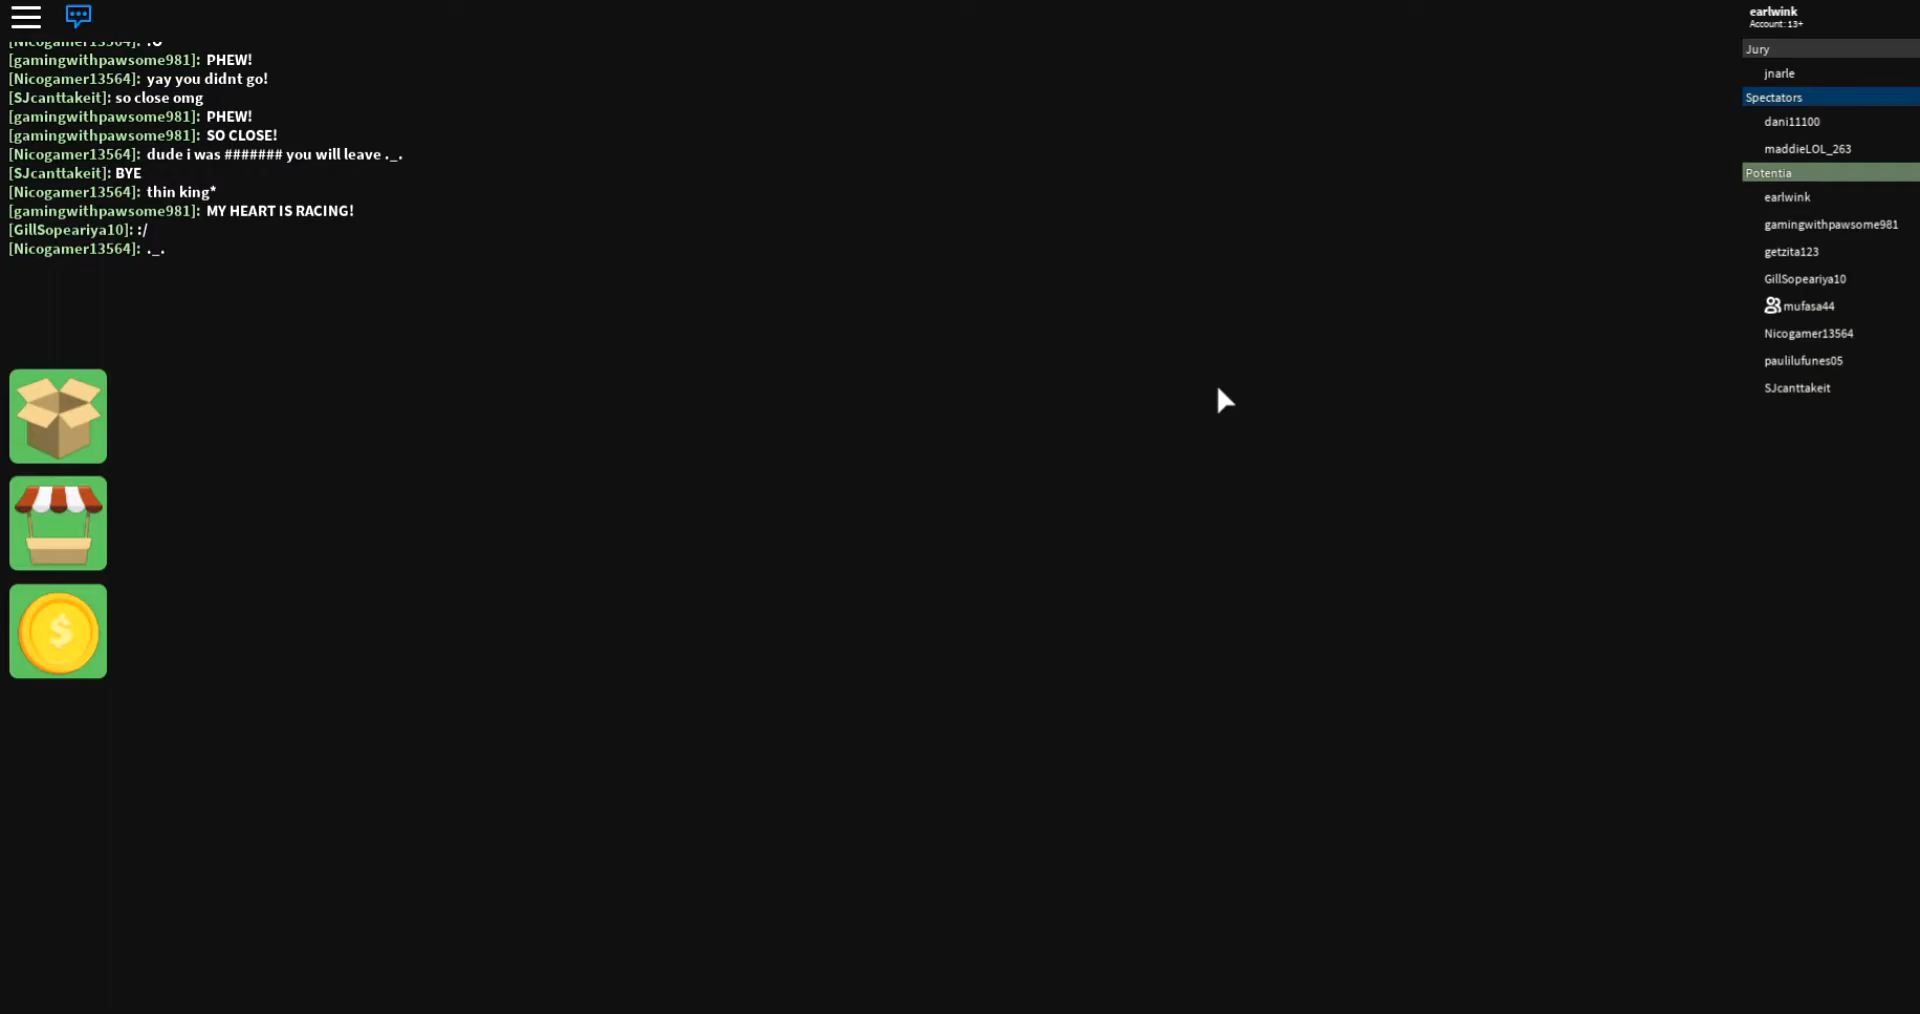 [Nicogamer13564]: :O
[gamingwithpawsome981]: PHEW!
[Nicogamer13564]: yay you didnt go!
[SJcanttakeit]: so close omg
[gamingwithpawsome981]: PHEW!
[gamingwithpawsome981]: SO CLOSE!
[Nicogamer13564]: dude i was ####### you will leave ._.
[SJcanttakeit]: BYE
[Nicogamer13564]: thin king*
[gamingwithpawsome981]: MY HEART IS RACING!
[GillSopeariya10]: :/
[Nicogamer13564]: ._.
$
earlwink
Account: 13+
Jury
jnarle
Spectators
dani11100
maddieLOL_263
Potentia
earlwink
gamingwithpawsome981
getzita123
GillSopeariya10
mufasa44
Nicogamer13564
paulilufunes05
SJcanttakeit